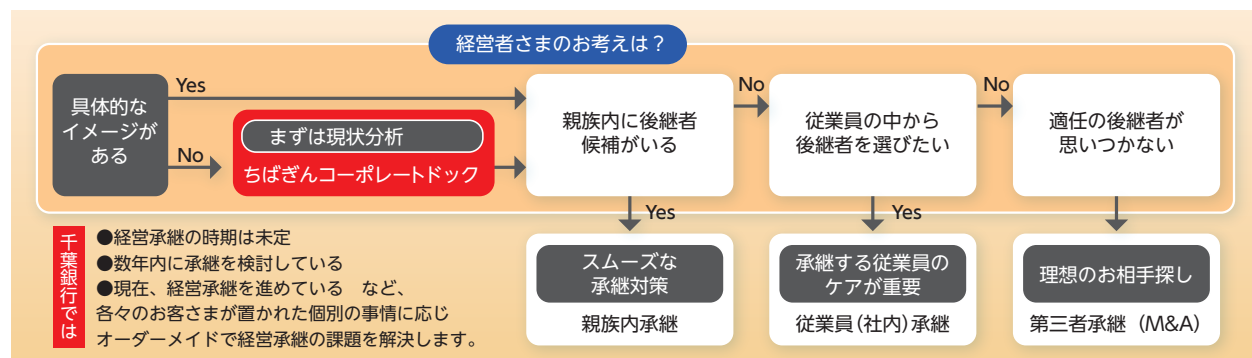 経営者さまのお考えは？
具体的な
イメージが
ある
Yes
No
まずは現状分析
ちばぎんコーポレートドック
親族内に後継者
候補がいる
No
従業員の中から
後継者を選びたい
No
適任の後継者が
思いつかない
Yes
Yes
スムーズな
承継対策
親族内承継
承継する従業員の
ケアが重要
従業員（社内）承継
理想のお相手探し
第三者承継（M&A）
千葉銀行では
●経営承継の時期は未定
●数年内に承継を検討している
●現在、経営承継を進めている　など、
各々のお客さまが置かれた個別の事情に応じ
オーダーメイドで経営承継の課題を解決します。